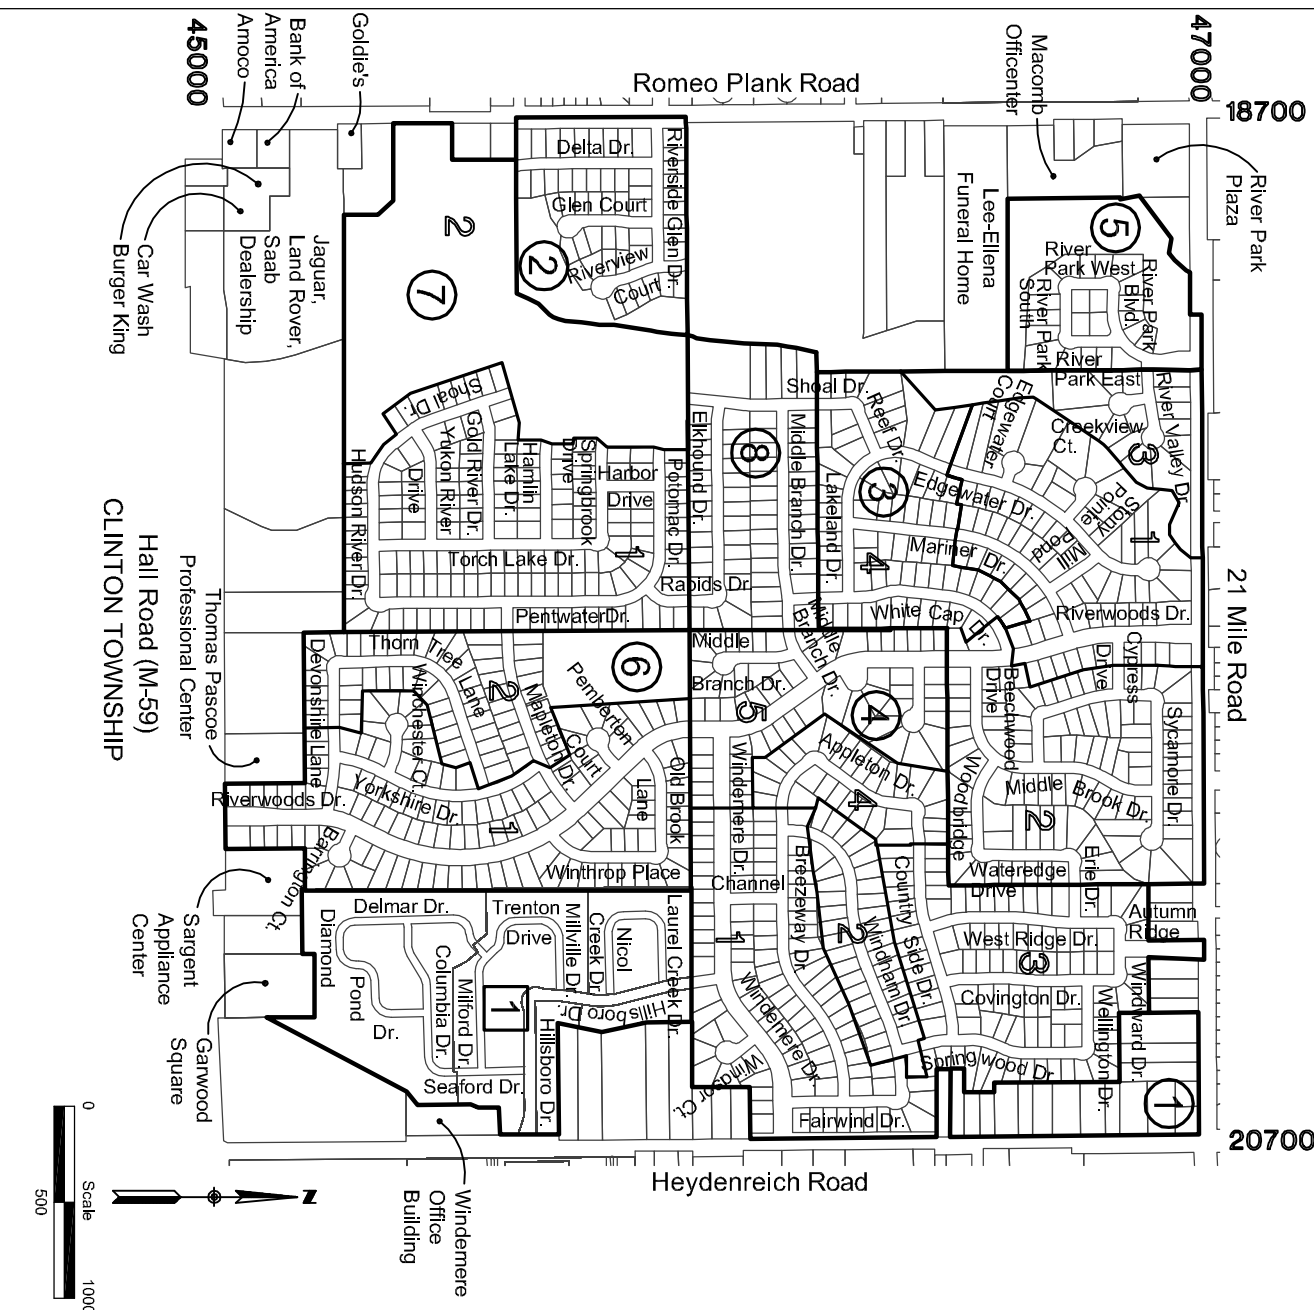 45000
Amoco
Bank of
America
Goldie's
Romeo Plank Road
Macomb
Officenter
47000
18700
River Park
Plaza
Lee-Ellena
Funeral Home
Delta Dr.
Riverside Glen Dr.
Glen Court
Riverview
Court
2
2
7
5
River
Park West
River Park
Blvd.
River Park
South
River
Park East
Jaguar,
Land Rover,
Saab
Dealership
Car Wash
Burger King
Shoal Dr.
Shoal Dr.
Reef Dr.
Edgewater
Court
Creekview
Ct.
River Valley Dr.
3
Gold River Dr.
Yukon River
Drive
Hamlin
Lake Dr.
Springbrook
Drive
Harbor
Drive
Potomac Dr.
Elkhound Dr.
8
Middle Branch Dr.
Lakeland Dr.
3
Edgewater Dr.
Stony
Pointe
Mill
Pond
1
Hudson River Dr.
Torch Lake Dr.
1
Mariner Dr.
4
Rapids Dr.
Pentwater Dr.
White Cap Dr.
Riverwoods Dr.
21 Mile Road
Hall Road (M-59)
CLINTON TOWNSHIP
Thomas Pascoe
Professional Center
Devonshire Lane
Thorn Tree Lane
Winchester Ct.
2
Mapleton Dr.
Pemberton
Court
6
Middle
Branch Dr.
Middle
Branch Dr.
5
4
Beechwood
Drive
Cypress
Drive
Sycamore Dr.
Riverwoods Dr.
Yorkshire Dr.
1
Old Brook
Lane
Windemere Dr.
Appleton Dr.
4
Woodbridge
Middle Brook Dr.
2
Barrington Ct.
Winthrop Place
Channel
Breezeway Dr.
Country Side Dr.
Wateredge
Drive
Erie Dr.
Sargent
Appliance
Center
Delmar Dr.
Trenton
Drive
Millville Dr.
Nicol
Creek Dr.
Laurel Creek Dr.
1
2
Windham Dr.
West Ridge Dr.
3
Autumn
Ridge
Diamond
Pond
Dr.
Columbia Dr.
Milford Dr.
1
Hillsboro Dr.
Hillsboro Dr.
Windemere Dr.
Covington Dr.
Wellington Dr.
Windward Dr.
Garwood
Square
Seaford Dr.
Windsor Ct.
Springwood Dr.
Fairwind Dr.
1
20700
Heydenreich Road
Windemere
Office
Building
N
0
Scale
500